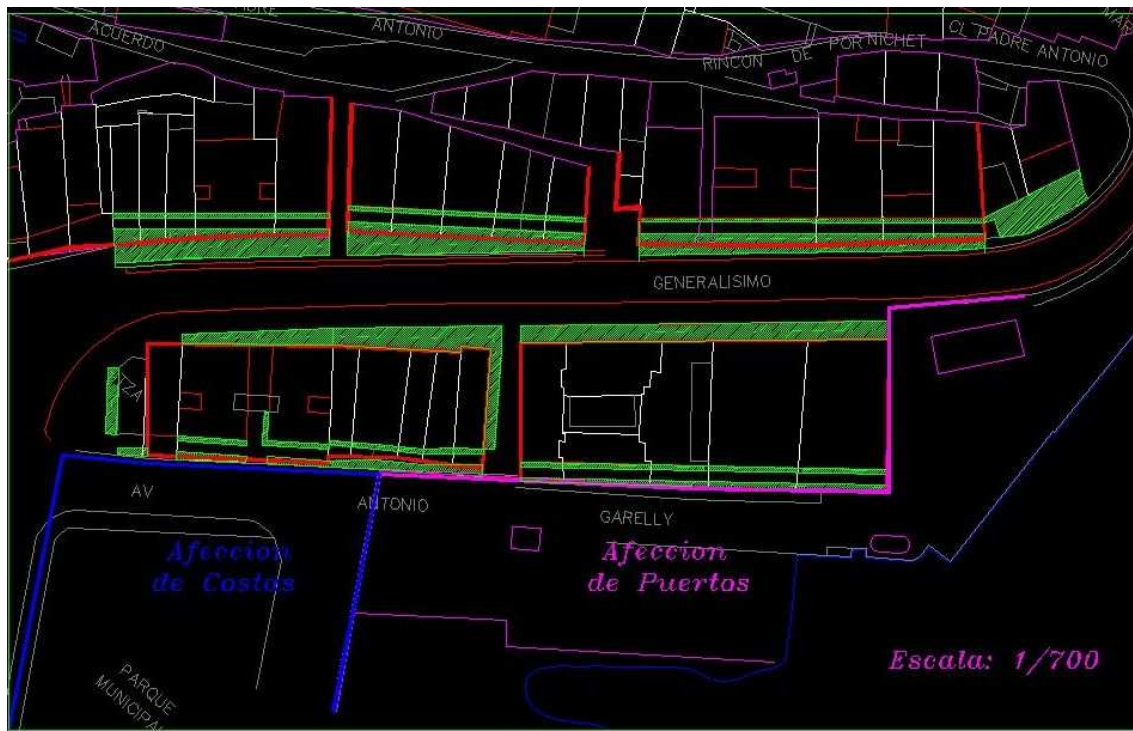 ACUERDO
ANTONIO
RINCON DE PORNICHET
CL PADRE ANTONIO
GENERALISIMO
AV ANTONIO GARELLY
Afeccion
de Costas
Afeccion
de Puertos
Escala: 1/700
PARQUE
MUNICIPAL